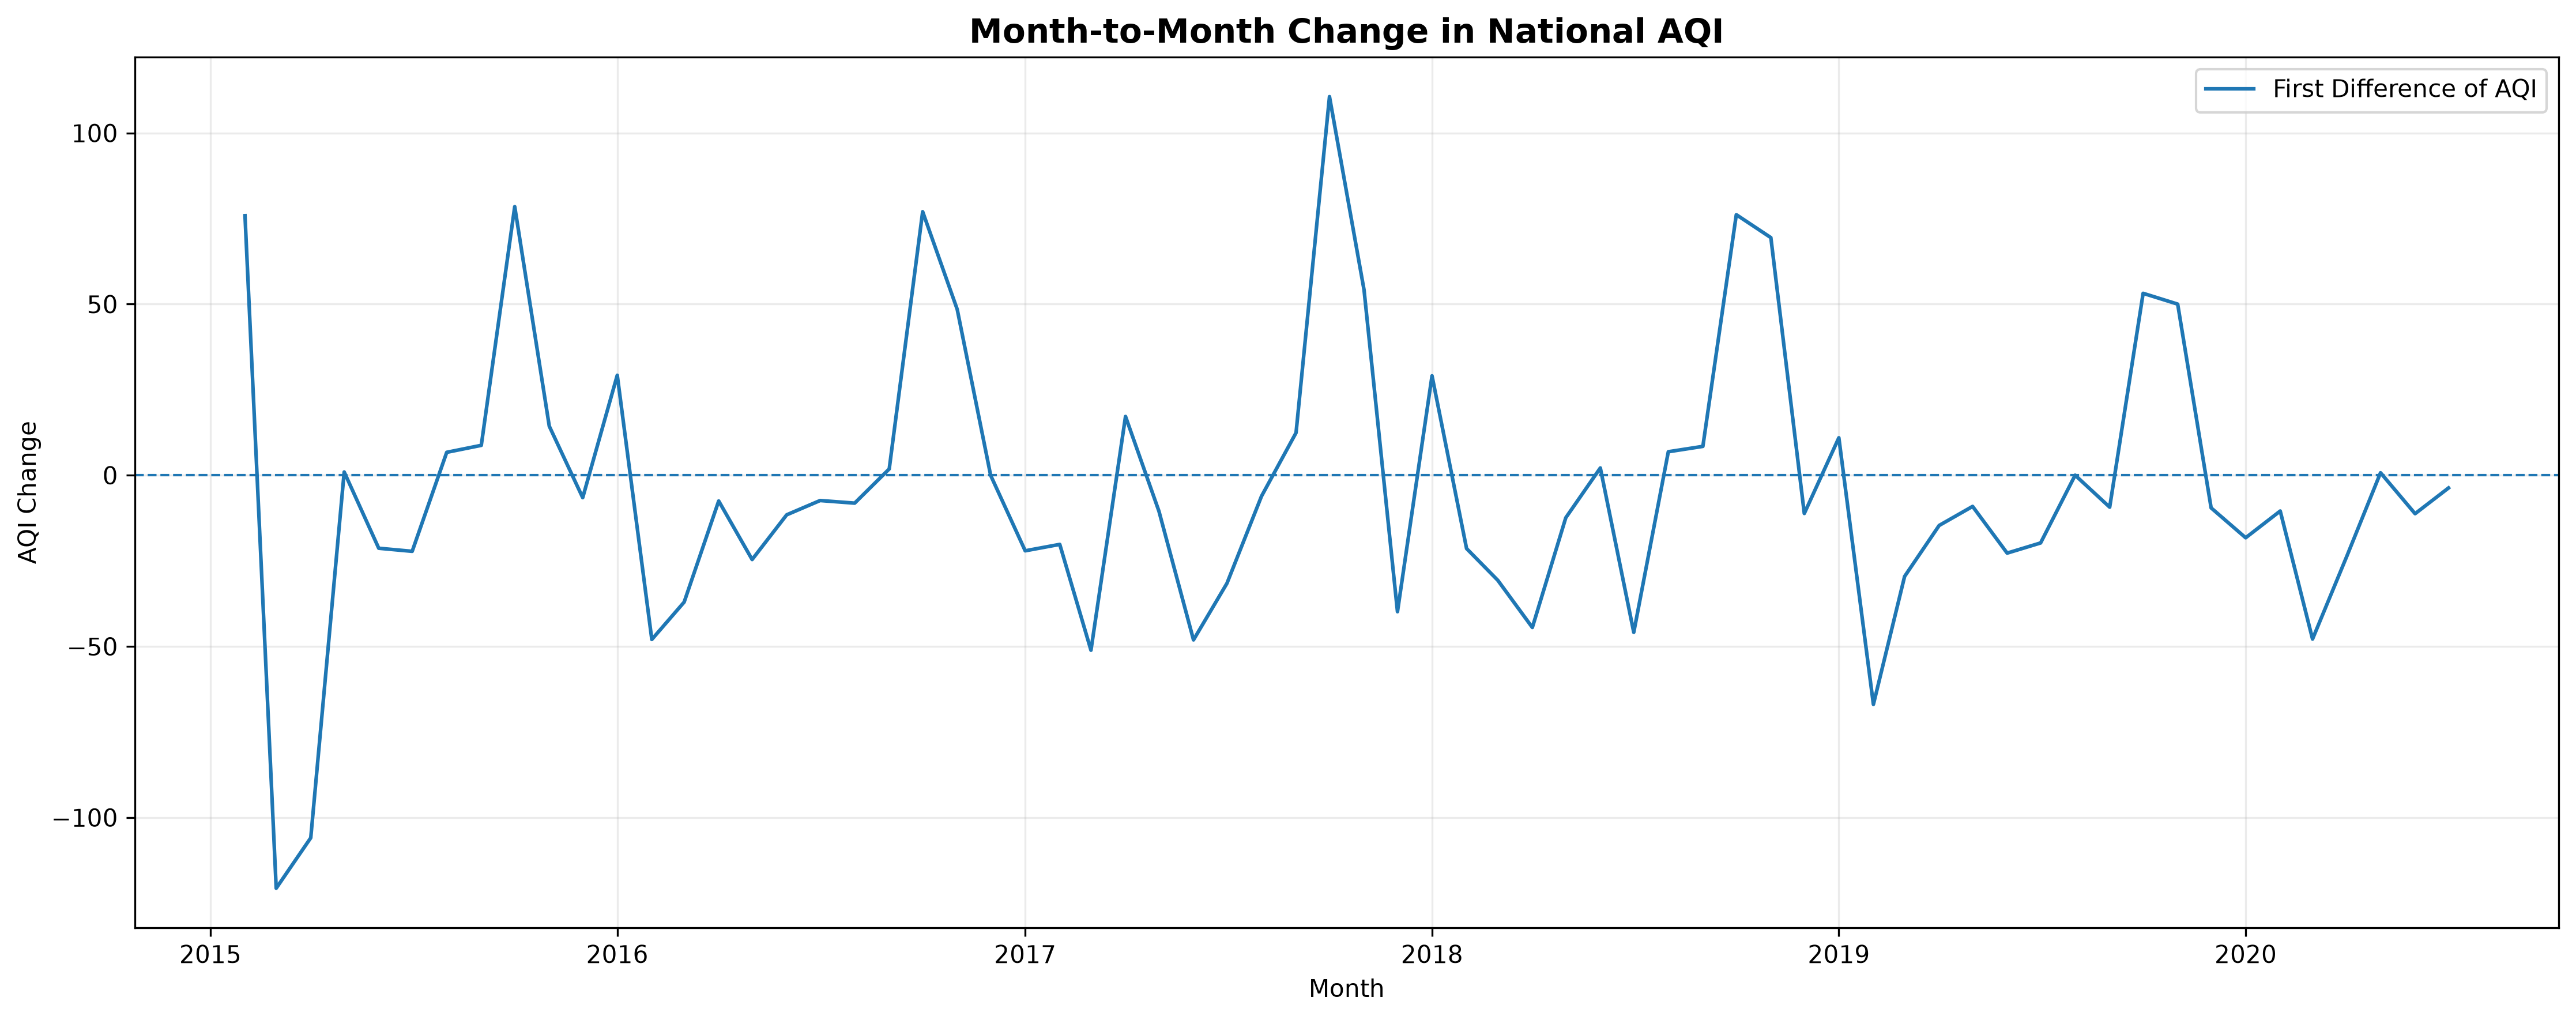 Month-to-Month Change in National AQI
First Difference of AQI
100
50
0
−50
−100
AQI Change
2015 2016 2017 2018 2019 2020
Month